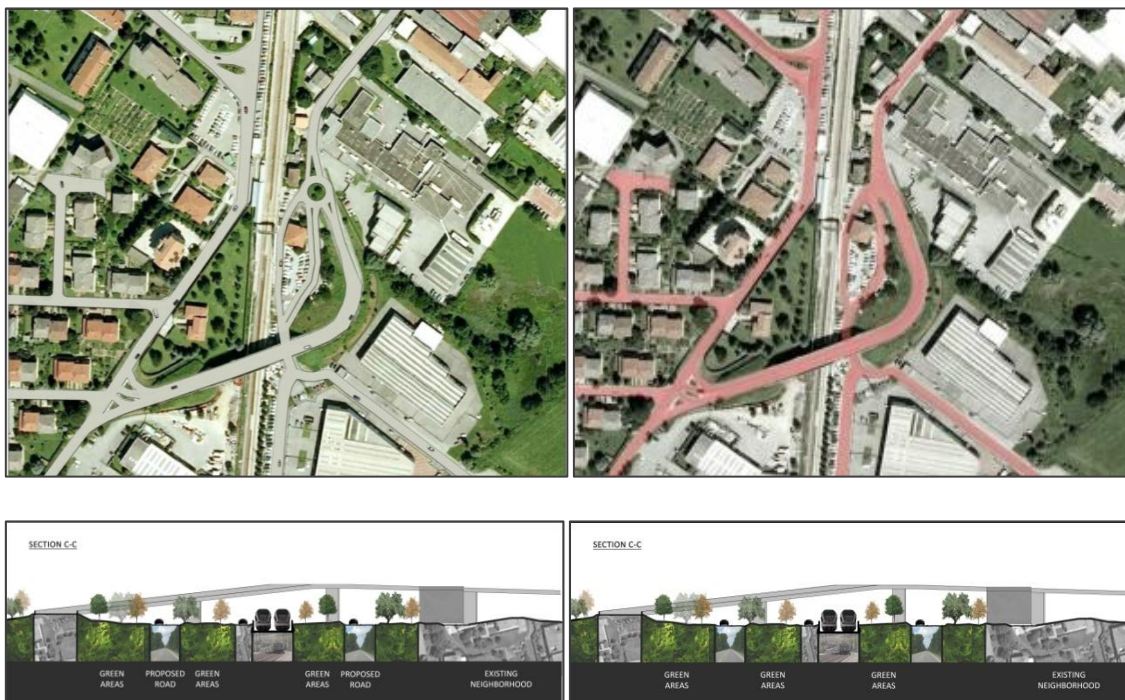 SECTION C-C
GREEN
AREAS
PROPOSED
ROAD
GREEN
AREAS
GREEN
AREAS
PROPOSED
ROAD
EXISTING
NEIGHBORHOOD
SECTION C-C
GREEN
AREAS
GREEN
AREAS
GREEN
AREAS
EXISTING
NEIGHBORHOOD